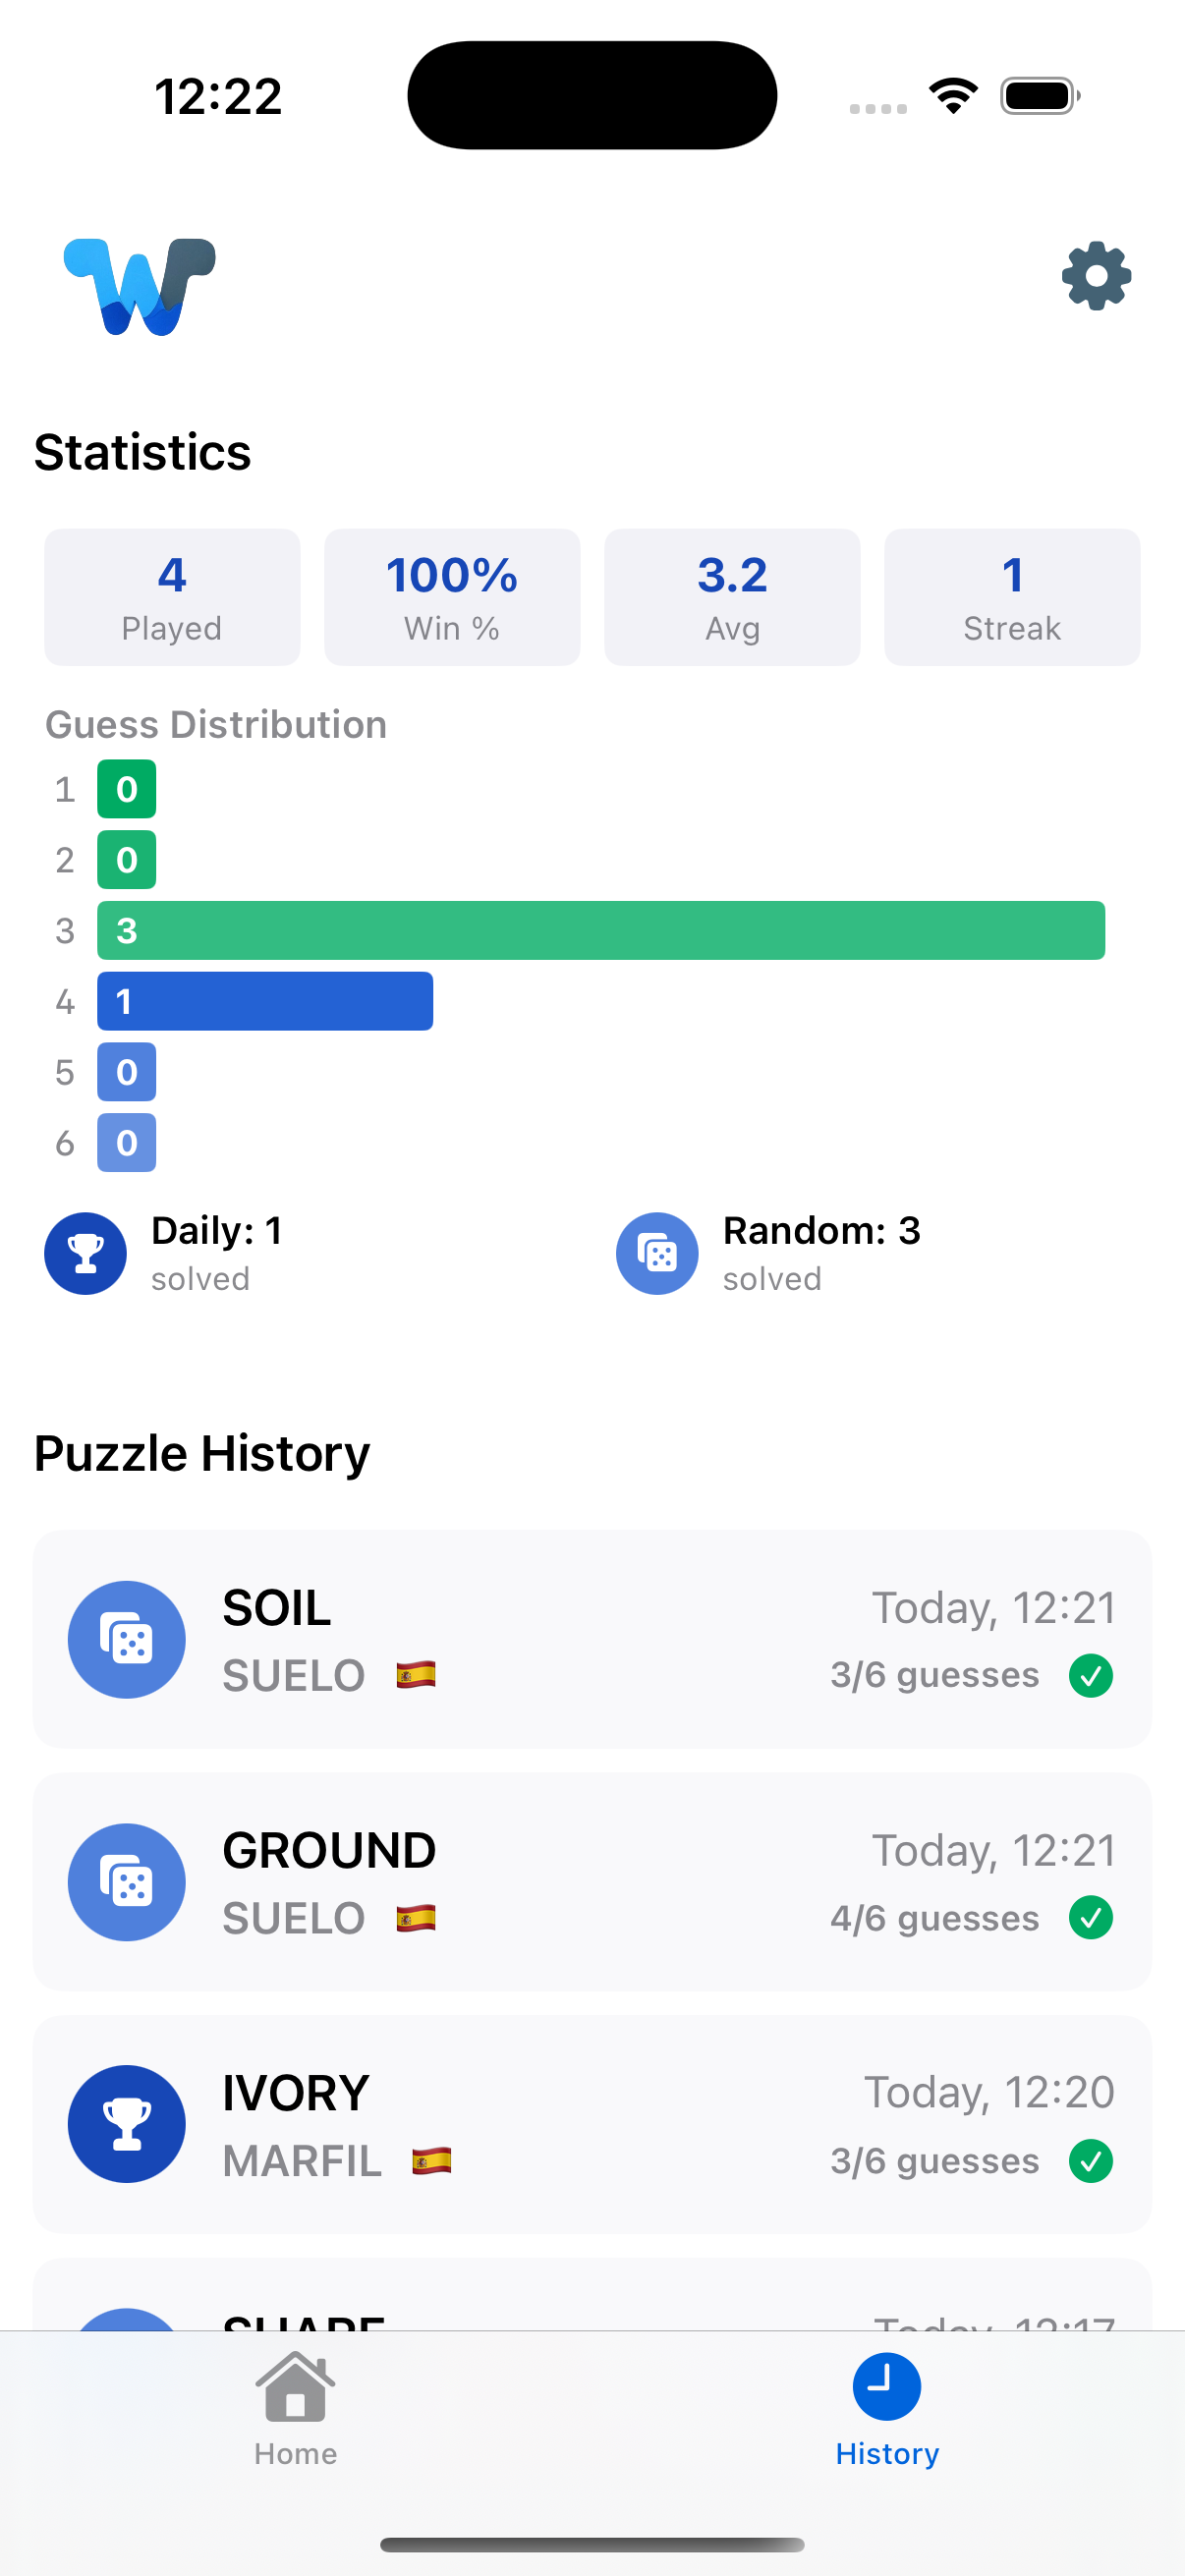 12:22
Statistics
4 100% 3.2 1
Played Win % Avg Streak
Guess Distribution
1 0
2 0
3 3
4 1
5 0
6 0
Daily: 1 Random: 3
solved solved
Puzzle History
SOIL Today, 12:21
SUELO 3/6 guesses
GROUND Today, 12:21
SUELO 4/6 guesses
IVORY Today, 12:20
MARFIL 3/6 guesses
Today, 12:17
Home History